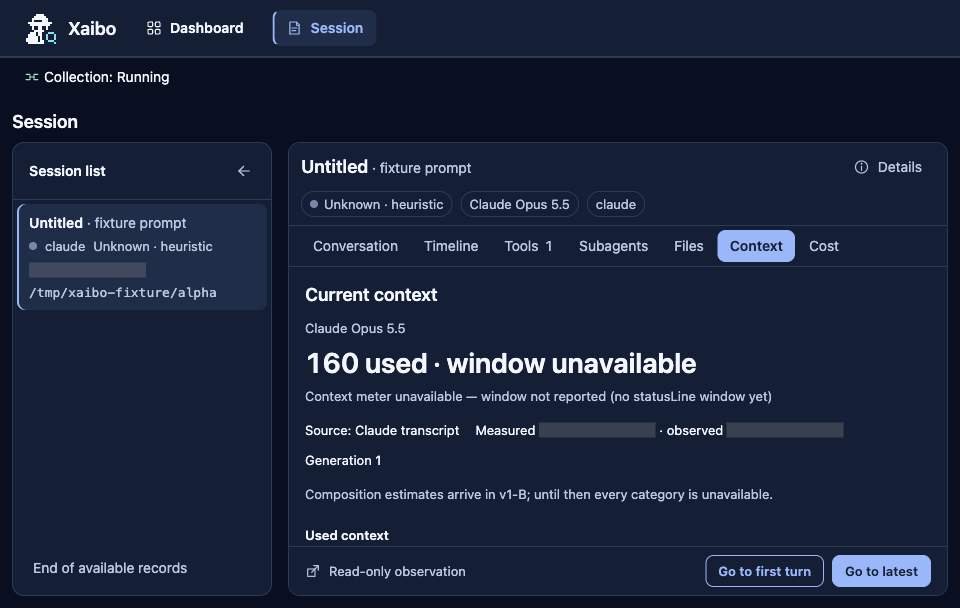 Xaibo
Dashboard
Session
Collection: Running
Session
Session list
Untitled · fixture prompt
claude Unknown · heuristic
/tmp/xaibo-fixture/alpha
End of available records
Untitled · fixture prompt
Details
Unknown · heuristic
Claude Opus 5.5
claude
Conversation
Timeline
Tools 1
Subagents
Files
Context
Cost
Current context
Claude Opus 5.5
160 used · window unavailable
Context meter unavailable — window not reported (no statusLine window yet)
Source: Claude transcript Measured · observed
Generation 1
Composition estimates arrive in v1-B; until then every category is unavailable.
Used context
Read-only observation
Go to first turn
Go to latest